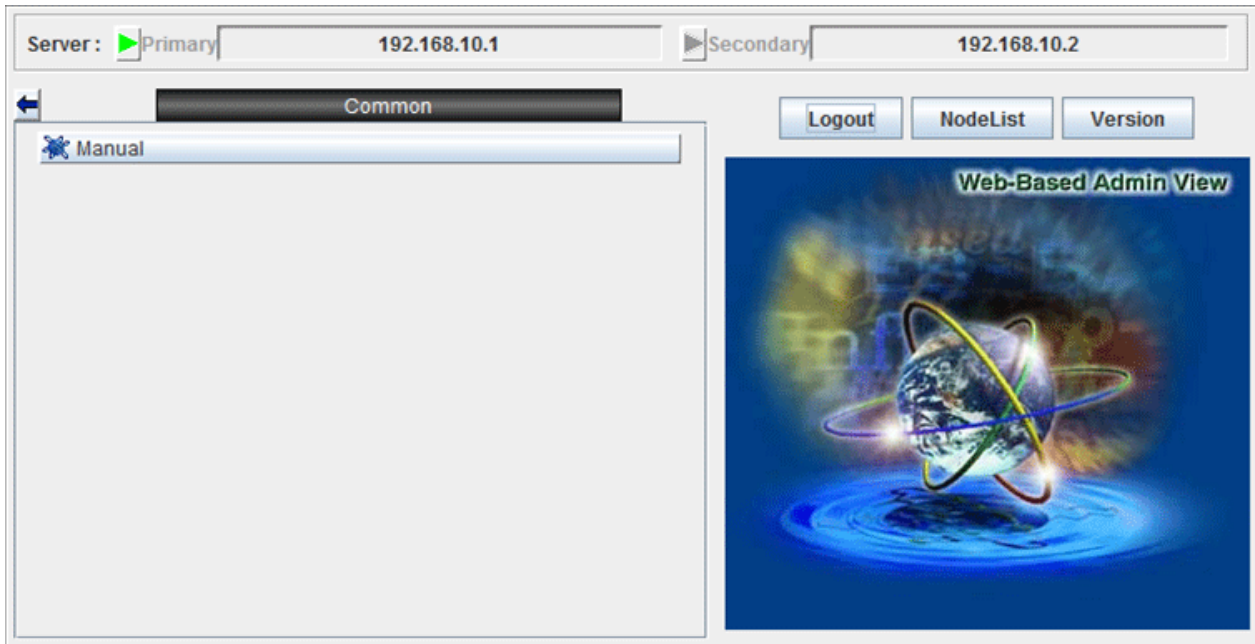 Server : Primary 192.168.10.1 Secondary 192.168.10.2
Common
Logout NodeList Version
Manual
Web-Based Admin View